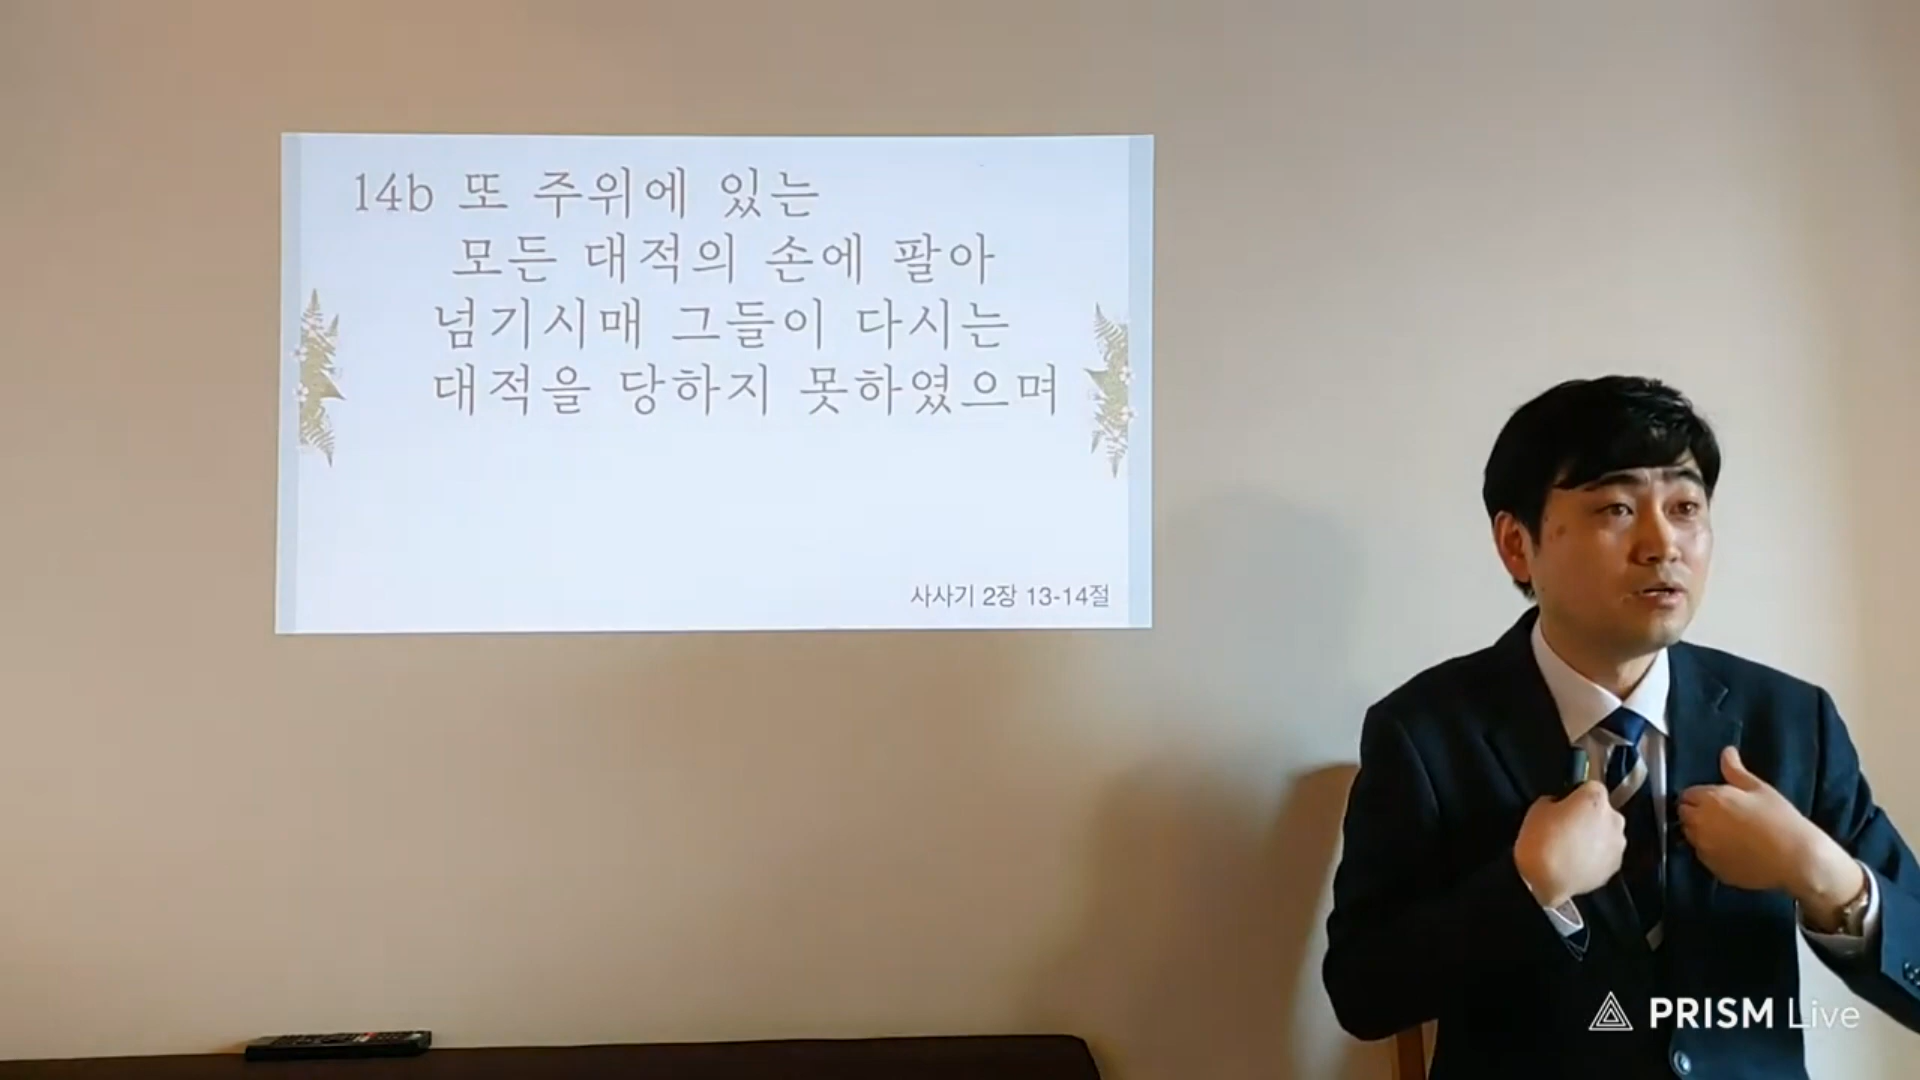 14b 또 주위에 있는
모든 대적의 손에 팔아
넘기시매 그들이 다시는
대적을 당하지 못하였으며
사사기 2장 13-14절
PRISM Live